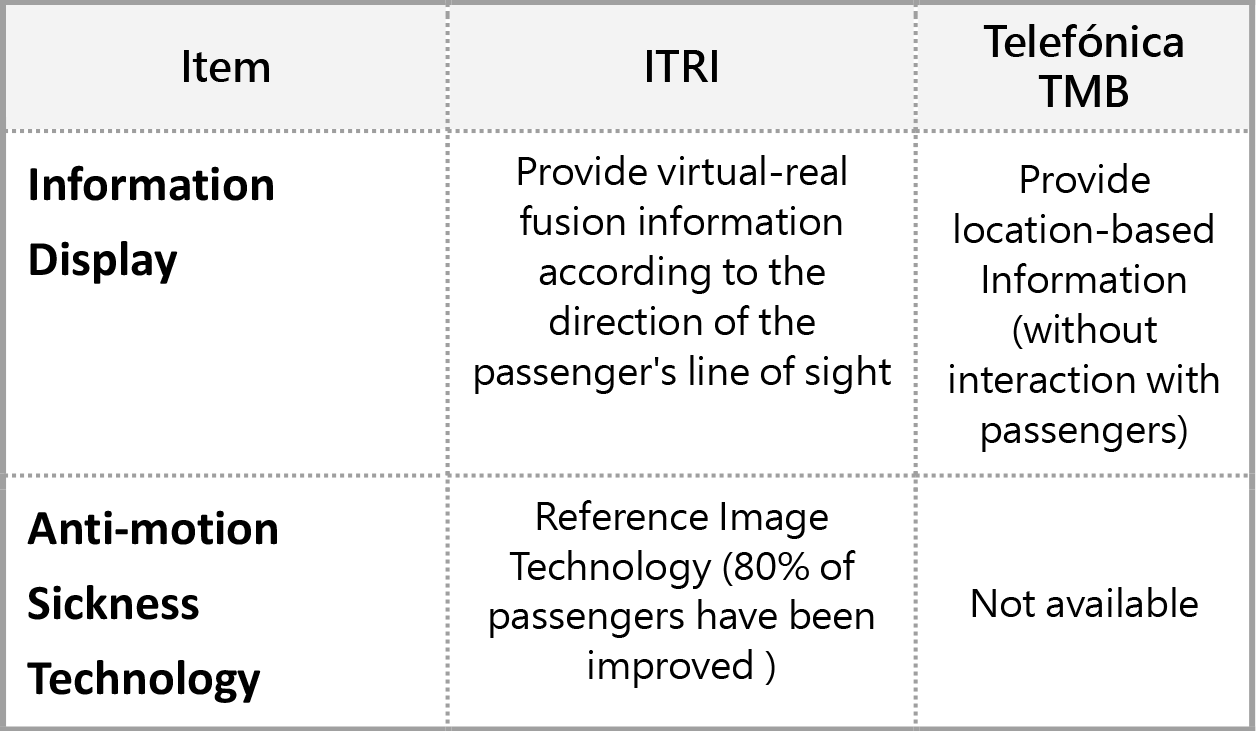 Item
ITRI
Telefónica
TMB
Information
Display
Provide virtual-real
fusion information
according to the
direction of the
passenger's line of sight
Provide
location-based
Information
(without
interaction with
passengers)
Anti-motion
Sickness
Technology
Reference Image
Technology (80% of
passengers have been
improved )
Not available